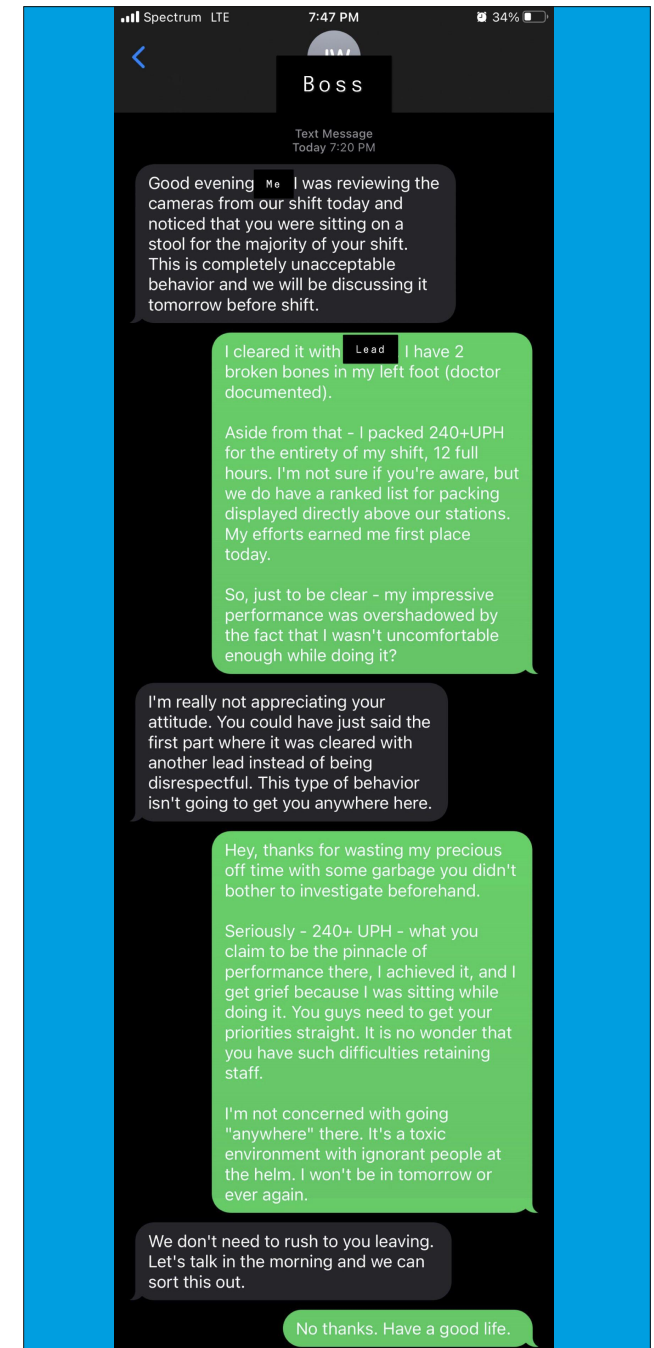 Spectrum LTE
7:47 PM
34%
Boss
Text Message
Today 7:20 PM
Good evening Me I was reviewing the
cameras from our shift today and
noticed that you were sitting on a
stool for the majority of your shift.
This is completely unacceptable
behavior and we will be discussing it
tomorrow before shift.
I cleared it with Lead I have 2
broken bones in my left foot (doctor
documented).
Aside from that - I packed 240+UPH
for the entirety of my shift, 12 full
hours. I'm not sure if you're aware, but
we do have a ranked list for packing
displayed directly above our stations.
My efforts earned me first place
today.
So, just to be clear - my impressive
performance was overshadowed by
the fact that I wasn't uncomfortable
enough while doing it?
I'm really not appreciating your
attitude. You could have just said the
first part where it was cleared with
another lead instead of being
disrespectful. This type of behavior
isn't going to get you anywhere here.
Hey, thanks for wasting my precious
off time with some garbage you didn't
bother to investigate beforehand.
Seriously - 240+ UPH - what you
claim to be the pinnacle of
performance there, I achieved it, and I
get grief because I was sitting while
doing it. You guys need to get your
priorities straight. It is no wonder that
you have such difficulties retaining
staff.
I'm not concerned with going
"anywhere" there. It's a toxic
environment with ignorant people at
the helm. I won't be in tomorrow or
ever again.
We don't need to rush to you leaving.
Let's talk in the morning and we can
sort this out.
No thanks. Have a good life.